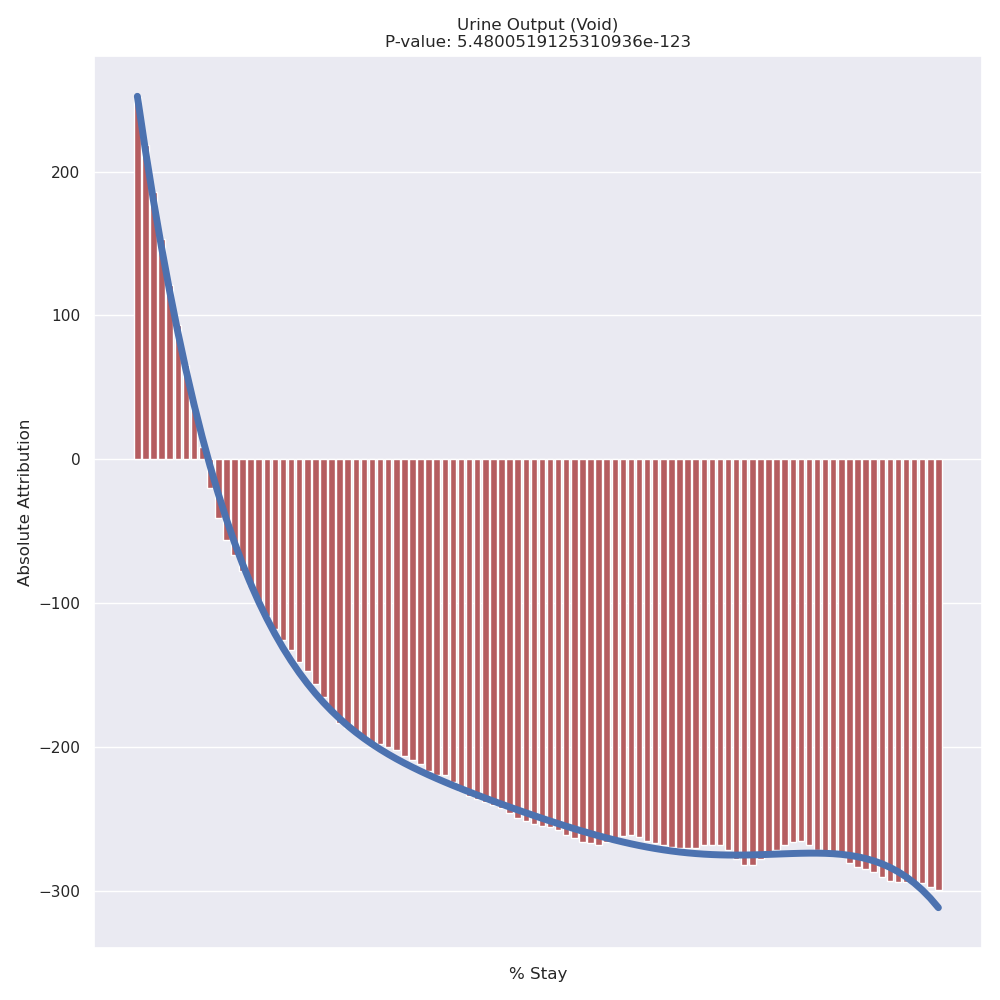 Urine Output (Void)
P-value: 5.4800519125310936e-123
Absolute Attribution
200
100
0
−100
−200
−300
% Stay